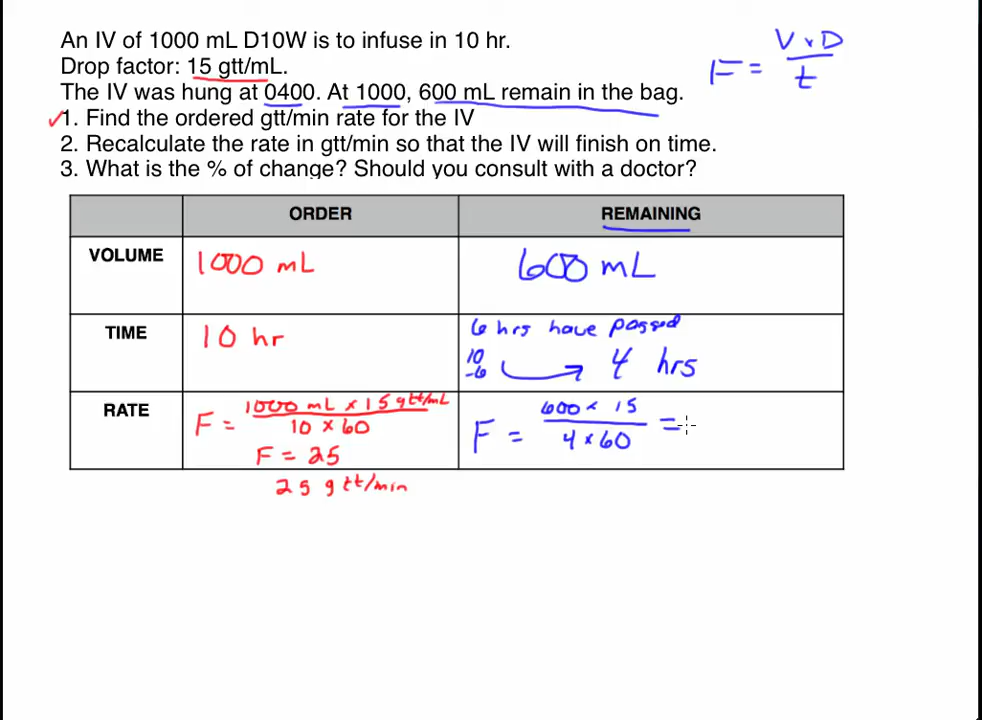 An IV of 1000 mL D10W is to infuse in 10 hr.
Drop factor: 15 gtt/mL.
The IV was hung at 0400. At 1000, 600 mL remain in the bag.
F = V x D / t
1. Find the ordered gtt/min rate for the IV
2. Recalculate the rate in gtt/min so that the IV will finish on time.
3. What is the % of change? Should you consult with a doctor?
ORDER REMAINING
VOLUME 1000 mL 600 mL
TIME 10 hr 6 hrs have passed
10
-6 4 hrs
RATE F = 1000 mL x 15 gtt/mL / 10 x 60 F = 600 x 15 / 4 x 60 =
F = 25
25 gtt/min